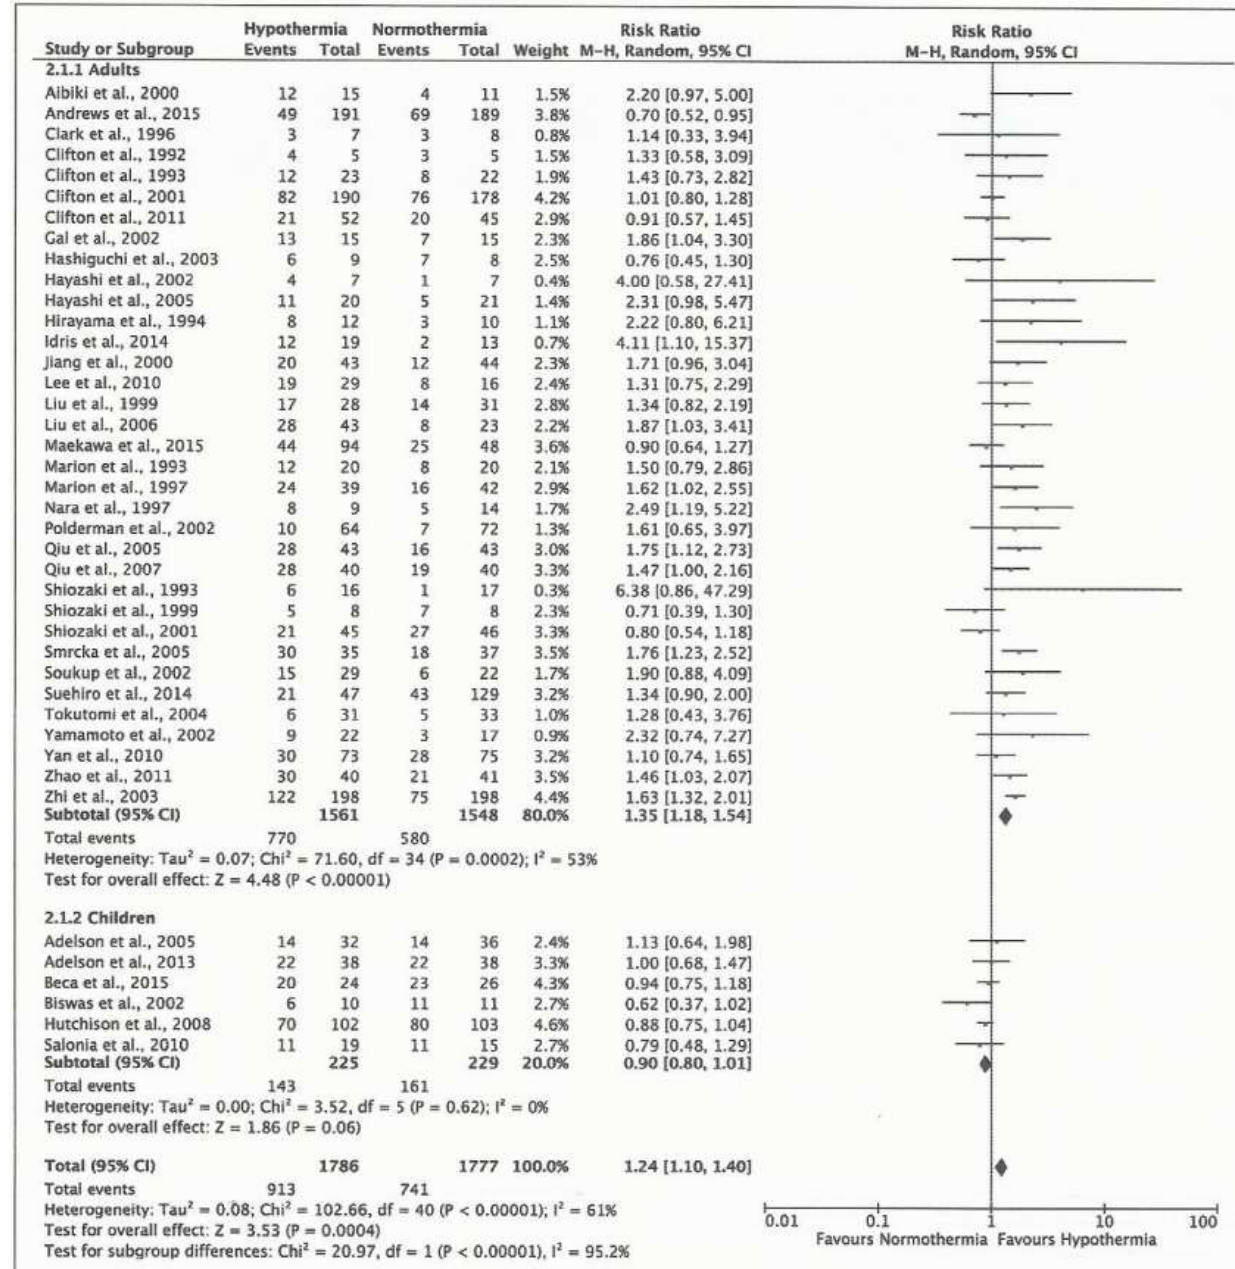 Hypothermia Normothermia Risk Ratio Risk Ratio
Study or Subgroup Events Total Events Total Weight M-H, Random, 95% CI M-H, Random, 95% CI
2.1.1 Adults
Aibiki et al., 2000 12 15 4 11 1.5% 2.20 [0.97, 5.00]
Andrews et al., 2015 49 191 69 189 3.8% 0.70 [0.52, 0.95]
Clark et al., 1996 3 7 3 8 0.8% 1.14 [0.33, 3.94]
Clifton et al., 1992 4 5 3 5 1.5% 1.33 [0.58, 3.09]
Clifton et al., 1993 12 23 8 22 1.9% 1.43 [0.73, 2.82]
Clifton et al., 2001 82 190 76 178 4.2% 1.01 [0.80, 1.28]
Clifton et al., 2011 21 52 20 45 2.9% 0.91 [0.57, 1.45]
Gal et al., 2002 13 15 7 15 2.3% 1.86 [1.04, 3.30]
Hashiguchi et al., 2003 6 9 7 8 2.5% 0.76 [0.45, 1.30]
Hayashi et al., 2002 4 7 1 7 0.4% 4.00 [0.58, 27.41]
Hayashi et al., 2005 11 20 5 21 1.4% 2.31 [0.98, 5.47]
Hirayama et al., 1994 8 12 3 10 1.1% 2.22 [0.80, 6.21]
Idris et al., 2014 12 19 2 13 0.7% 4.11 [1.10, 15.37]
Jiang et al., 2000 20 43 12 44 2.3% 1.71 [0.96, 3.04]
Lee et al., 2010 19 29 8 16 2.4% 1.31 [0.75, 2.29]
Liu et al., 1999 17 28 14 31 2.8% 1.34 [0.82, 2.19]
Liu et al., 2006 28 43 8 23 2.2% 1.87 [1.03, 3.41]
Maekawa et al., 2015 44 94 25 48 3.6% 0.90 [0.64, 1.27]
Marion et al., 1993 12 20 8 20 2.1% 1.50 [0.79, 2.86]
Marion et al., 1997 24 39 16 42 2.9% 1.62 [1.02, 2.55]
Nara et al., 1997 8 9 5 14 1.7% 2.49 [1.19, 5.22]
Polderman et al., 2002 10 64 7 72 1.3% 1.61 [0.65, 3.97]
Qiu et al., 2005 28 43 16 43 3.0% 1.75 [1.12, 2.73]
Qiu et al., 2007 28 40 19 40 3.3% 1.47 [1.00, 2.16]
Shiozaki et al., 1993 6 16 1 17 0.3% 6.38 [0.86, 47.29]
Shiozaki et al., 1999 5 8 7 8 2.3% 0.71 [0.39, 1.30]
Shiozaki et al., 2001 21 45 27 46 3.3% 0.80 [0.54, 1.18]
Smrcka et al., 2005 30 35 18 37 3.5% 1.76 [1.23, 2.52]
Soukup et al., 2002 15 29 6 22 1.7% 1.90 [0.88, 4.09]
Suehiro et al., 2014 21 47 43 129 3.2% 1.34 [0.90, 2.00]
Tokutomi et al., 2004 6 31 5 33 1.0% 1.28 [0.43, 3.76]
Yamamoto et al., 2002 9 22 3 17 0.9% 2.32 [0.74, 7.27]
Yan et al., 2010 30 73 28 75 3.2% 1.10 [0.74, 1.65]
Zhao et al., 2011 30 40 21 41 3.5% 1.46 [1.03, 2.07]
Zhi et al., 2003 122 198 75 198 4.4% 1.63 [1.32, 2.01]
Subtotal (95% CI) 1561 1548 80.0% 1.35 [1.18, 1.54]
Total events 770 580
Heterogeneity: Tau² = 0.07; Chi² = 71.60, df = 34 (P = 0.0002); I² = 53%
Test for overall effect: Z = 4.48 (P < 0.00001)
2.1.2 Children
Adelson et al., 2005 14 32 14 36 2.4% 1.13 [0.64, 1.98]
Adelson et al., 2013 22 38 22 38 3.3% 1.00 [0.68, 1.47]
Beca et al., 2015 20 24 23 26 4.3% 0.94 [0.75, 1.18]
Biswas et al., 2002 6 10 11 11 2.7% 0.62 [0.37, 1.02]
Hutchison et al., 2008 70 102 80 103 4.6% 0.88 [0.75, 1.04]
Salonia et al., 2010 11 19 11 15 2.7% 0.79 [0.48, 1.29]
Subtotal (95% CI) 225 229 20.0% 0.90 [0.80, 1.01]
Total events 143 161
Heterogeneity: Tau² = 0.00; Chi² = 3.52, df = 5 (P = 0.62); I² = 0%
Test for overall effect: Z = 1.86 (P = 0.06)
Total (95% CI) 1786 1777 100.0% 1.24 [1.10, 1.40]
Total events 913 741
Heterogeneity: Tau² = 0.08; Chi² = 102.66, df = 40 (P < 0.00001); I² = 61%
Test for overall effect: Z = 3.53 (P = 0.0004)
Test for subgroup differences: Chi² = 20.97, df = 1 (P < 0.00001), I² = 95.2%
0.01 0.1 1 10 100
Favours Normothermia Favours Hypothermia